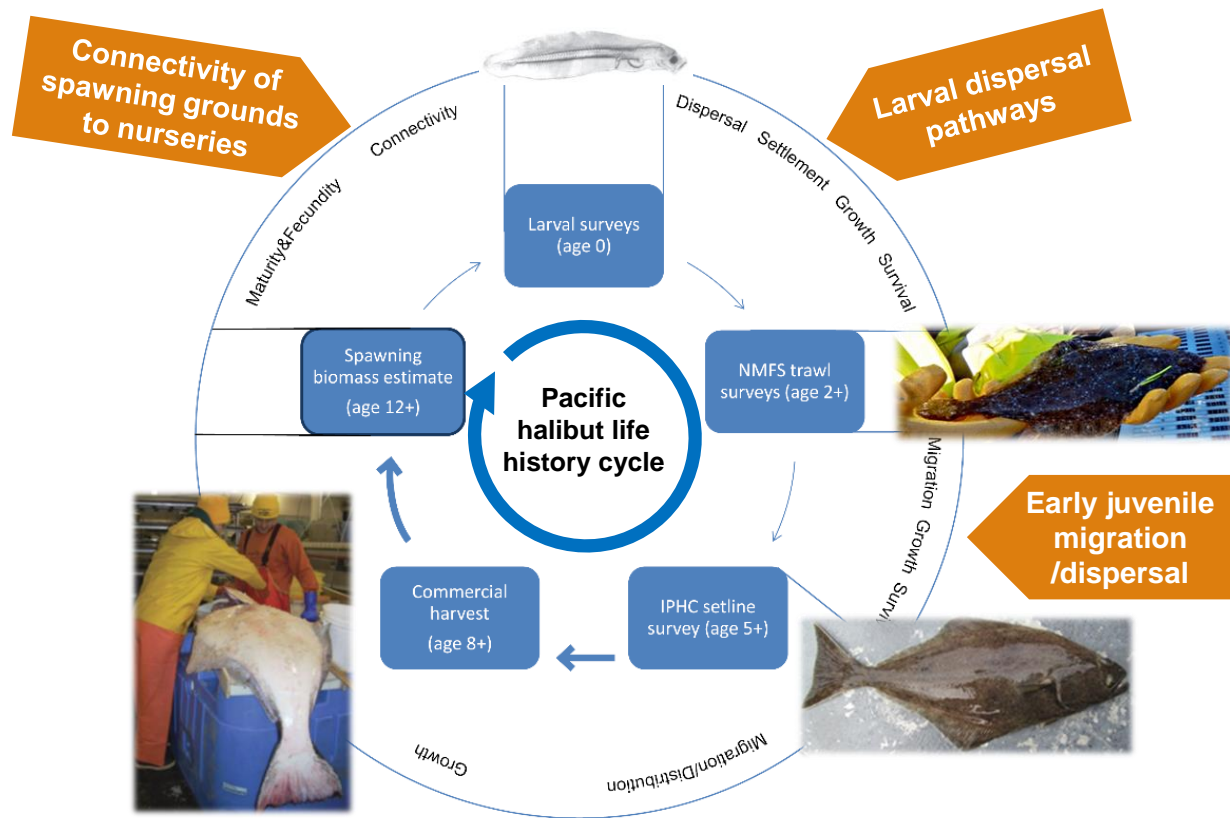 Connectivity of
spawning grounds
to nurseries
Larval dispersal
pathways
Connectivity
Dispersal Settlement Growth Survival
Maturity&Fecundity
Larval surveys
(age 0)
Spawning
biomass estimate
(age 12+)
NMFS trawl
surveys (age 2+)
Pacific
halibut life
history cycle
Migration Growth Survi
Early juvenile
migration
/dispersal
Commercial
harvest
(age 8+)
IPHC setline
survey (age 5+)
Growth
Migration/Distribution